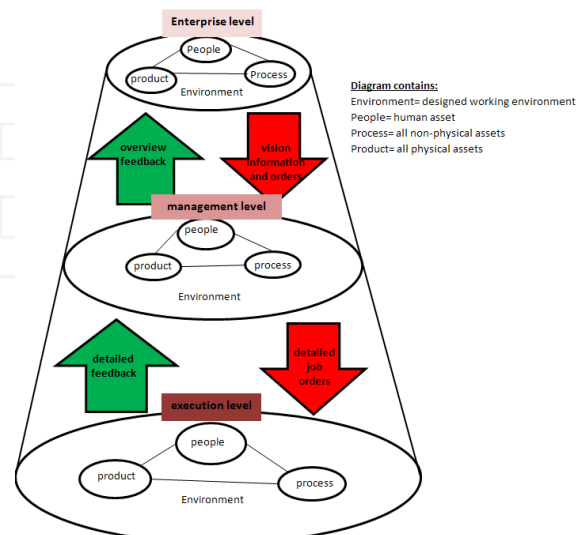 Enterprise level
People
product
Process
Environment
Diagram contains:
Environment= designed working environment
People= human asset
Process= all non-physical assets
Product= all physical assets
overview
feedback
vision
information
and orders
management level
people
product
process
Environment
detailed
feedback
detailed
job
orders
execution level
people
product
process
Environment